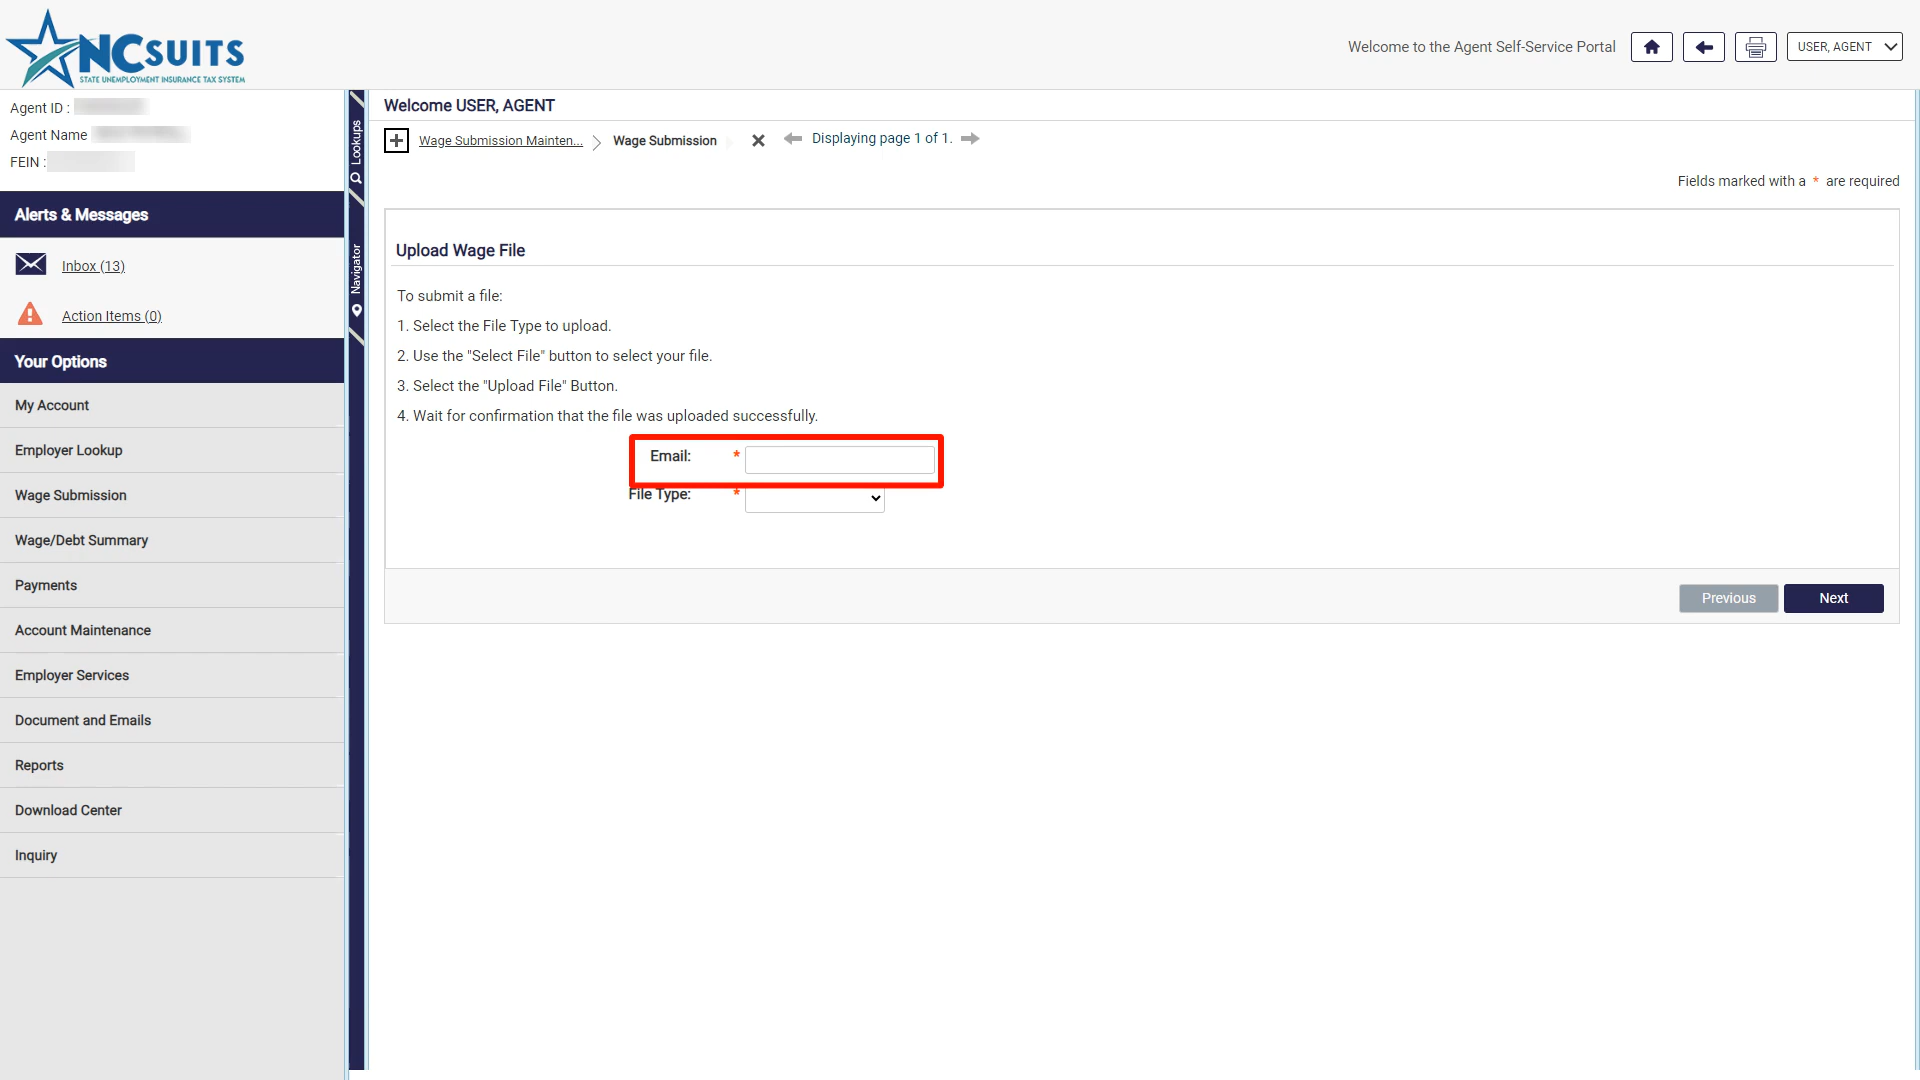 NCSUITS
STATE UNEMPLOYMENT INSURANCE TAX SYSTEM
Welcome to the Agent Self-Service Portal
USER, AGENT
Agent ID :
Agent Name
FEIN :
Alerts & Messages
Inbox (13)
Action Items (0)
Your Options
My Account
Employer Lookup
Wage Submission
Wage/Debt Summary
Payments
Account Maintenance
Employer Services
Document and Emails
Reports
Download Center
Inquiry
Lookups
Navigator
Welcome USER, AGENT
Wage Submission Mainten... Wage Submission Displaying page 1 of 1.
Fields marked with a * are required
Upload Wage File
To submit a file:
1. Select the File Type to upload.
2. Use the "Select File" button to select your file.
3. Select the "Upload File" Button.
4. Wait for confirmation that the file was uploaded successfully.
Email: *
File Type: *
Previous Next